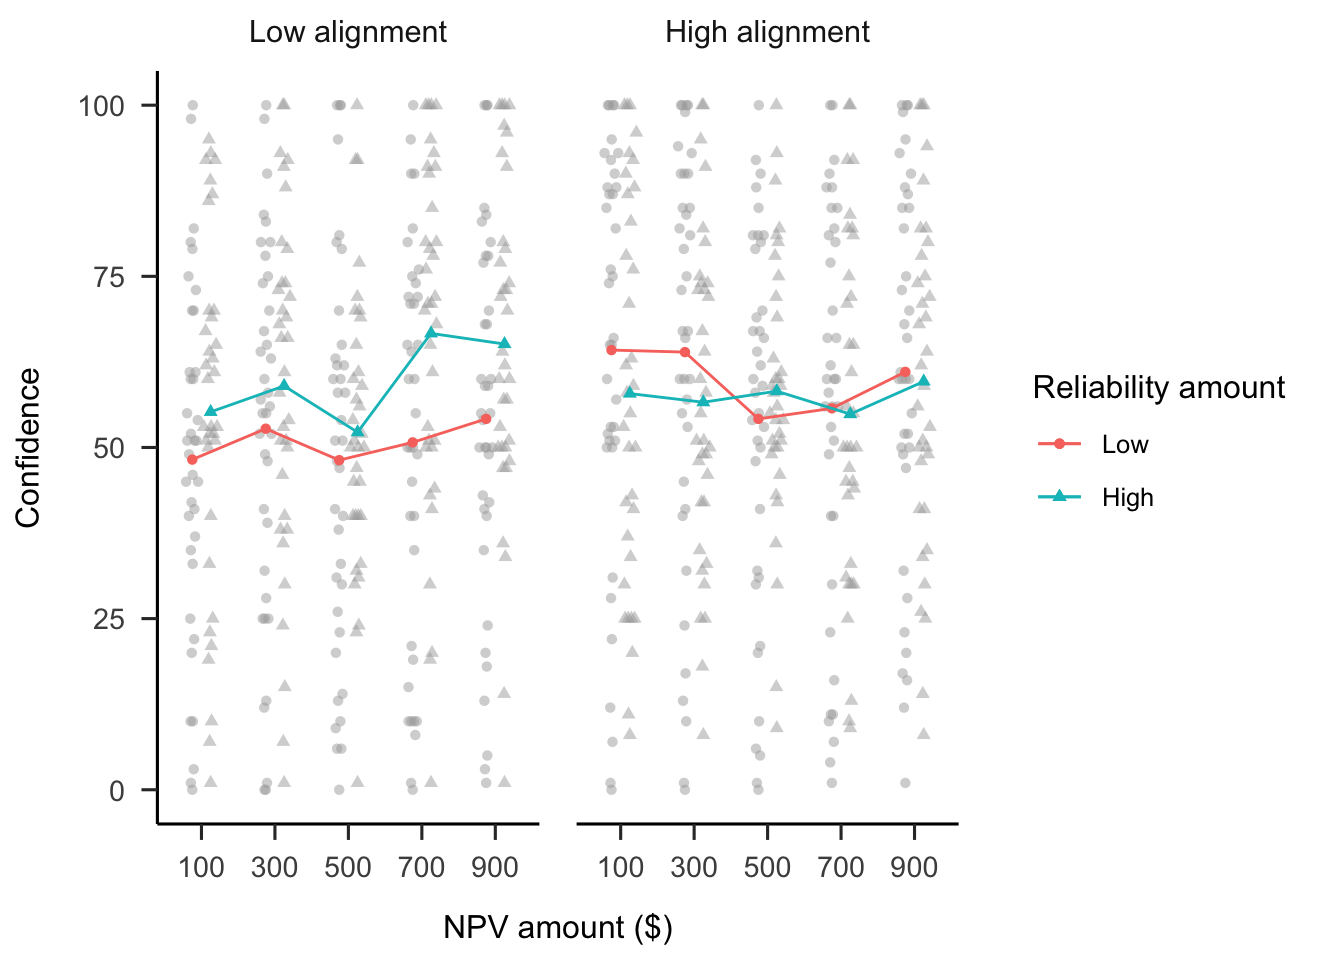 Low alignment
High alignment
100
75
50
25
0
Confidence
100 300 500 700 900
100 300 500 700 900
NPV amount ($)
Reliability amount
Low
High